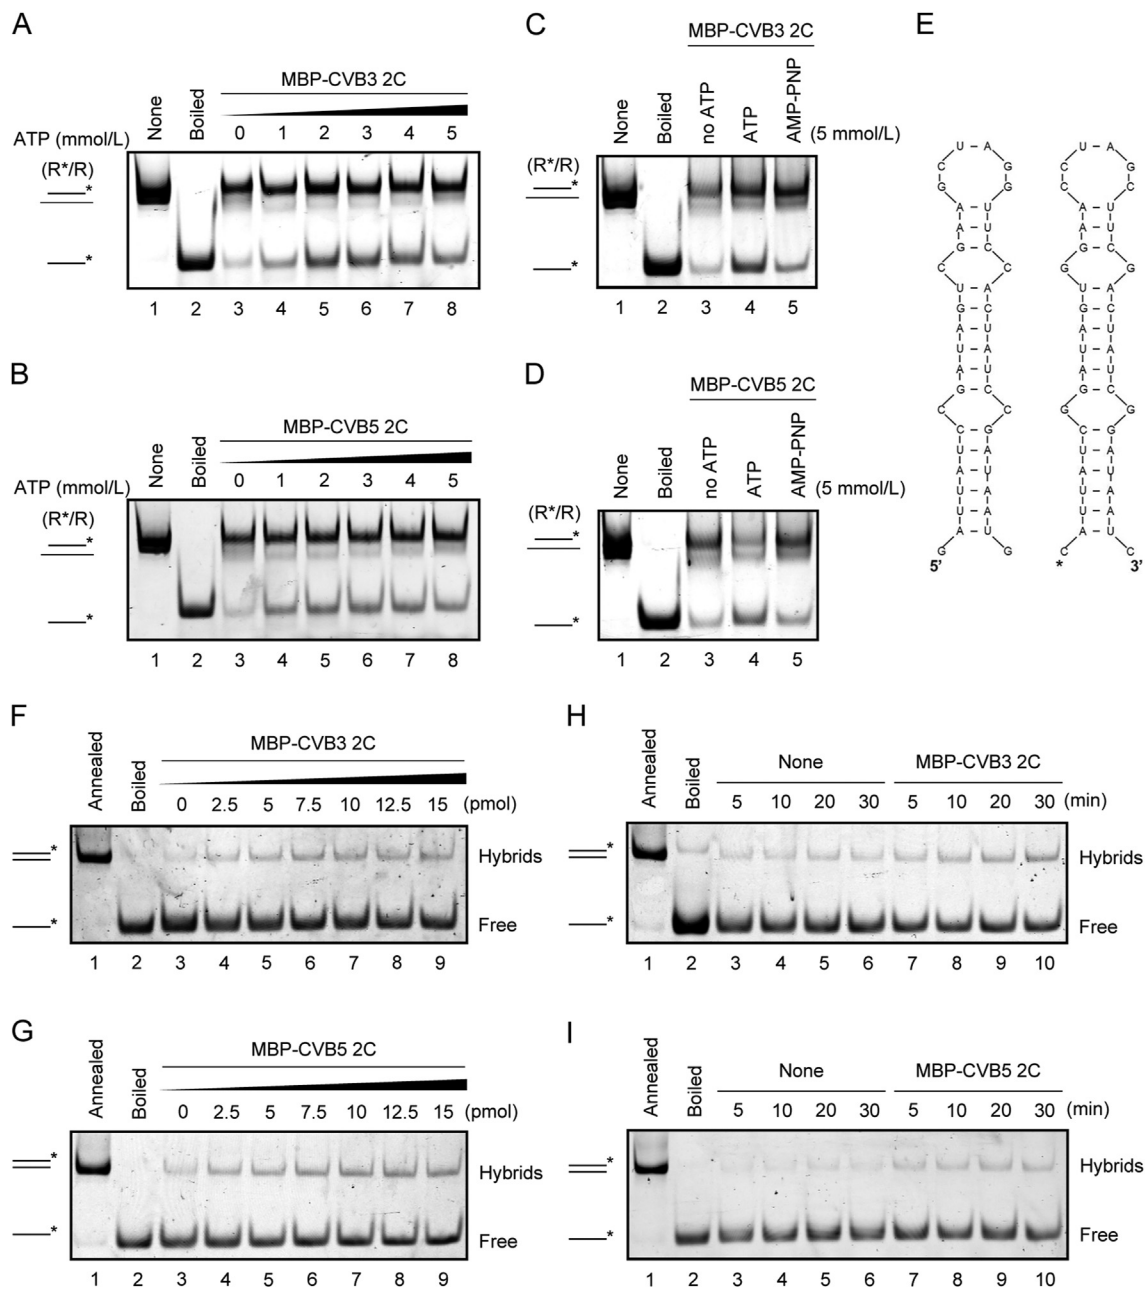 A
MBP-CVB3 2C
None
Boiled
ATP (mmol/L) 0 1 2 3 4 5
(R*/R)
*
*
1 2 3 4 5 6 7 8
B
MBP-CVB5 2C
None
Boiled
ATP (mmol/L) 0 1 2 3 4 5
(R*/R)
*
*
1 2 3 4 5 6 7 8
C
MBP-CVB3 2C
None
Boiled
no ATP
ATP
AMP-PNP
(5 mmol/L)
(R*/R)
*
*
1 2 3 4 5
D
MBP-CVB5 2C
None
Boiled
no ATP
ATP
AMP-PNP
(5 mmol/L)
(R*/R)
*
*
1 2 3 4 5
E
GAUUAUCCGAUAGUCGAAGCUAGGUUCCACUAUCCGAUAAUG
5'
CAUUAUCGGAUAGUGGAACCCUAGCUUCGACUAUCGGAUAAUC
* 3'
F
MBP-CVB3 2C
Annealed
Boiled
0 2.5 5 7.5 10 12.5 15 (pmol)
* Hybrids
* Free
1 2 3 4 5 6 7 8 9
G
MBP-CVB5 2C
Annealed
Boiled
0 2.5 5 7.5 10 12.5 15 (pmol)
* Hybrids
* Free
1 2 3 4 5 6 7 8 9
H
None MBP-CVB3 2C
Annealed
Boiled
5 10 20 30 5 10 20 30 (min)
* Hybrids
* Free
1 2 3 4 5 6 7 8 9 10
I
None MBP-CVB5 2C
Annealed
Boiled
5 10 20 30 5 10 20 30 (min)
* Hybrids
* Free
1 2 3 4 5 6 7 8 9 10